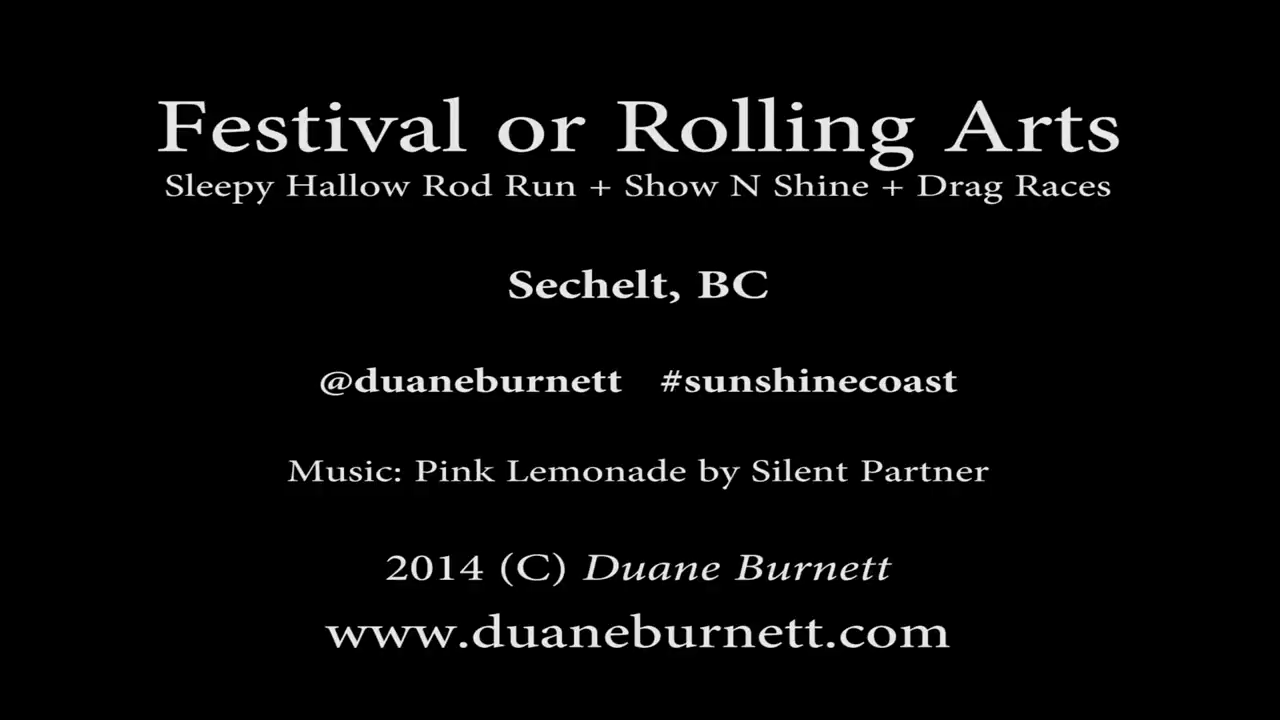 Festival or Rolling Arts
Sleepy Hallow Rod Run + Show N Shine + Drag Races
Sechelt, BC
@duaneburnett #sunshinecoast
Music: Pink Lemonade by Silent Partner
2014 (C) Duane Burnett
www.duaneburnett.com